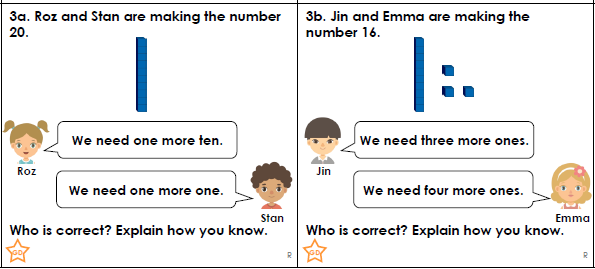 3a. Roz and Stan are making the number
20.
We need one more ten.
Roz
We need one more one.
Stan
Who is correct? Explain how you know.
GD
R
3b. Jin and Emma are making the
number 16.
We need three more ones.
Jin
We need four more ones.
Emma
Who is correct? Explain how you know.
GD
R